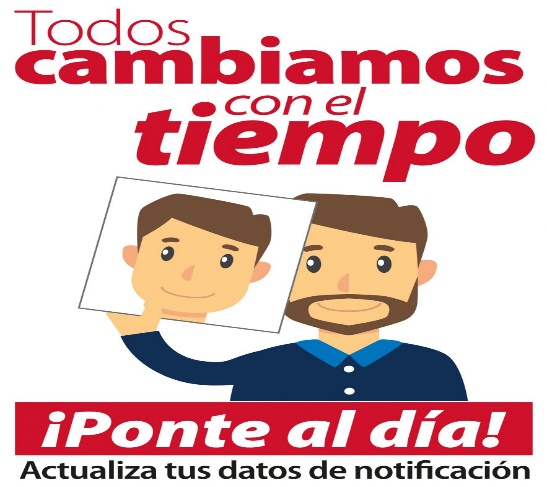 Todos
cambiamos
con el
tiempo
¡Ponte al día!
Actualiza tus datos de notificación